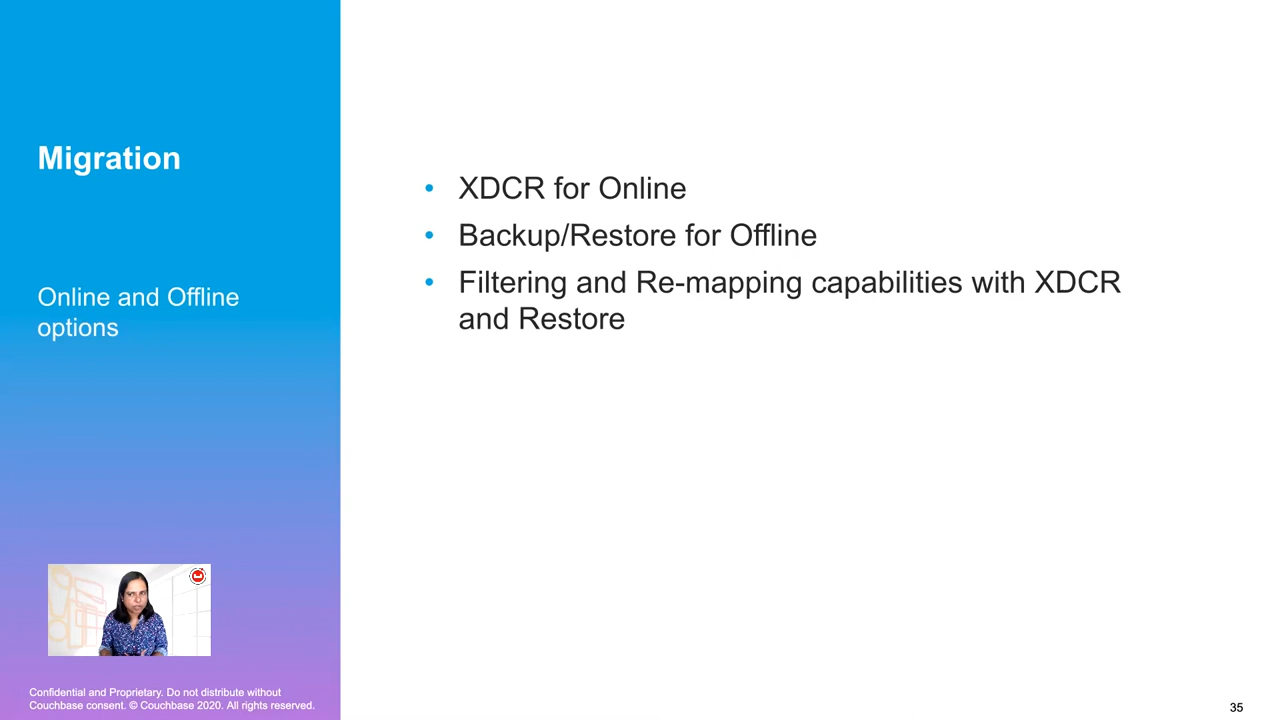 Migration
Online and Offline
options
• XDCR for Online
• Backup/Restore for Offline
• Filtering and Re-mapping capabilities with XDCR
and Restore
Confidential and Proprietary. Do not distribute without
Couchbase consent. © Couchbase 2020. All rights reserved.
35